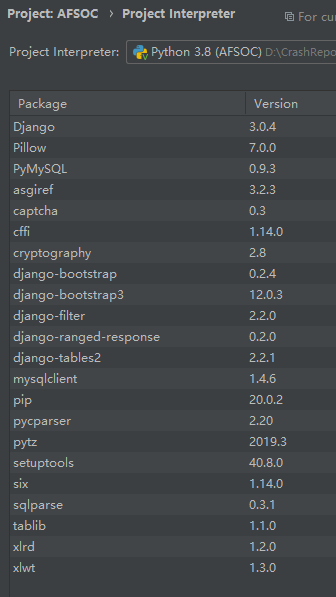 Project: AFSOC › Project Interpreter For cur
Project Interpreter: Python 3.8 (AFSOC) D:\CrashRepo
Package Version
Django 3.0.4
Pillow 7.0.0
PyMySQL 0.9.3
asgiref 3.2.3
captcha 0.3
cffi 1.14.0
cryptography 2.8
django-bootstrap 0.2.4
django-bootstrap3 12.0.3
django-filter 2.2.0
django-ranged-response 0.2.0
django-tables2 2.2.1
mysqlclient 1.4.6
pip 20.0.2
pycparser 2.20
pytz 2019.3
setuptools 40.8.0
six 1.14.0
sqlparse 0.3.1
tablib 1.1.0
xlrd 1.2.0
xlwt 1.3.0